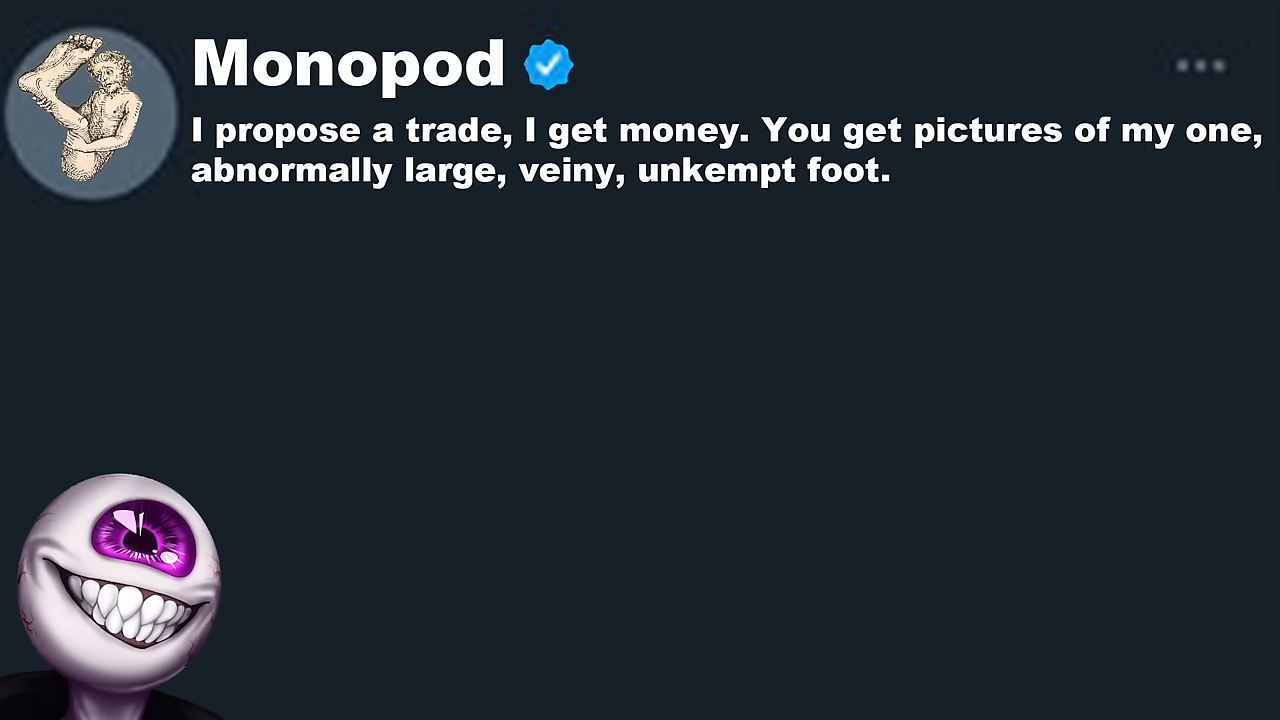 Monopod
I propose a trade, I get money. You get pictures of my one,
abnormally large, veiny, unkempt foot.